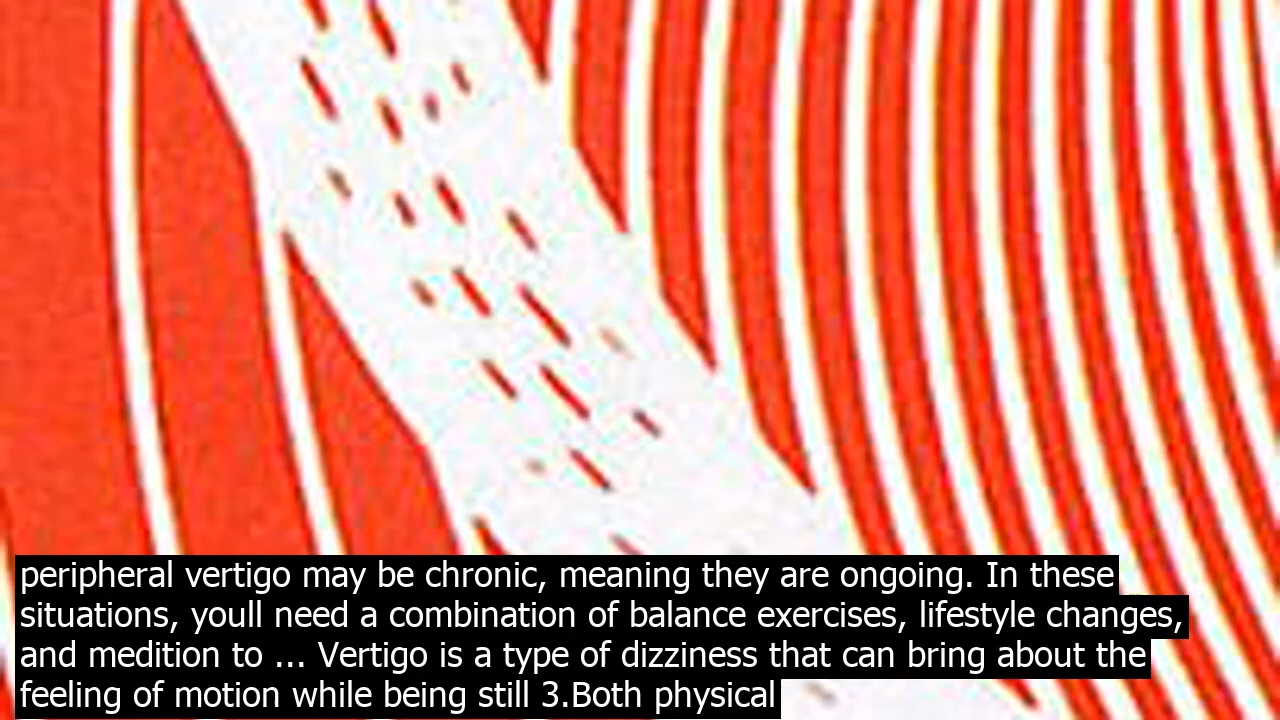 peripheral vertigo may be chronic, meaning they are ongoing. In these
situations, youll need a combination of balance exercises, lifestyle changes,
and medition to ... Vertigo is a type of dizziness that can bring about the
feeling of motion while being still 3.Both physical